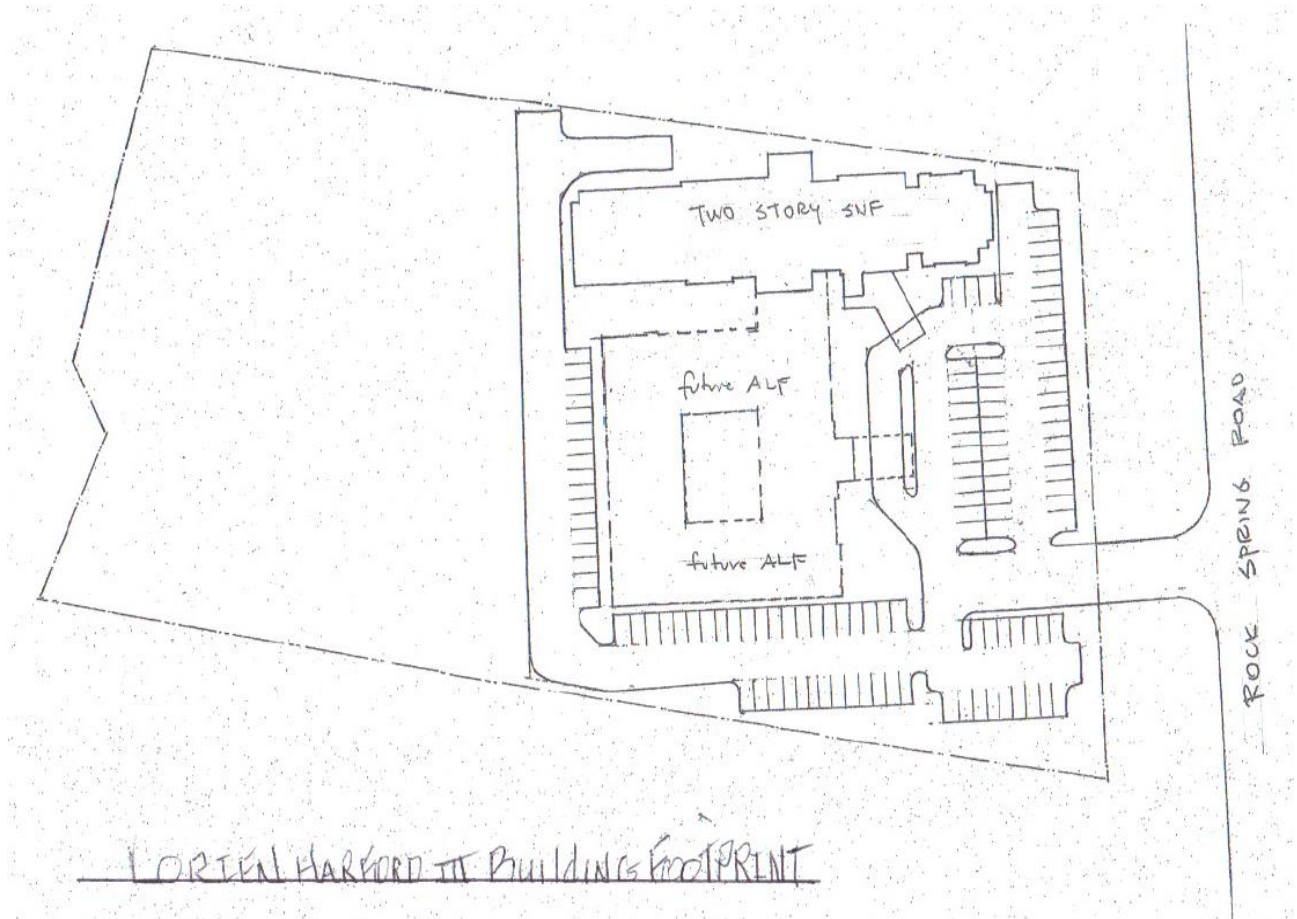 TWO STORY SNF
future ALF
future ALF
ROCK SPRING ROAD
LORIEN HARFORD III BUILDING FOOTPRINT